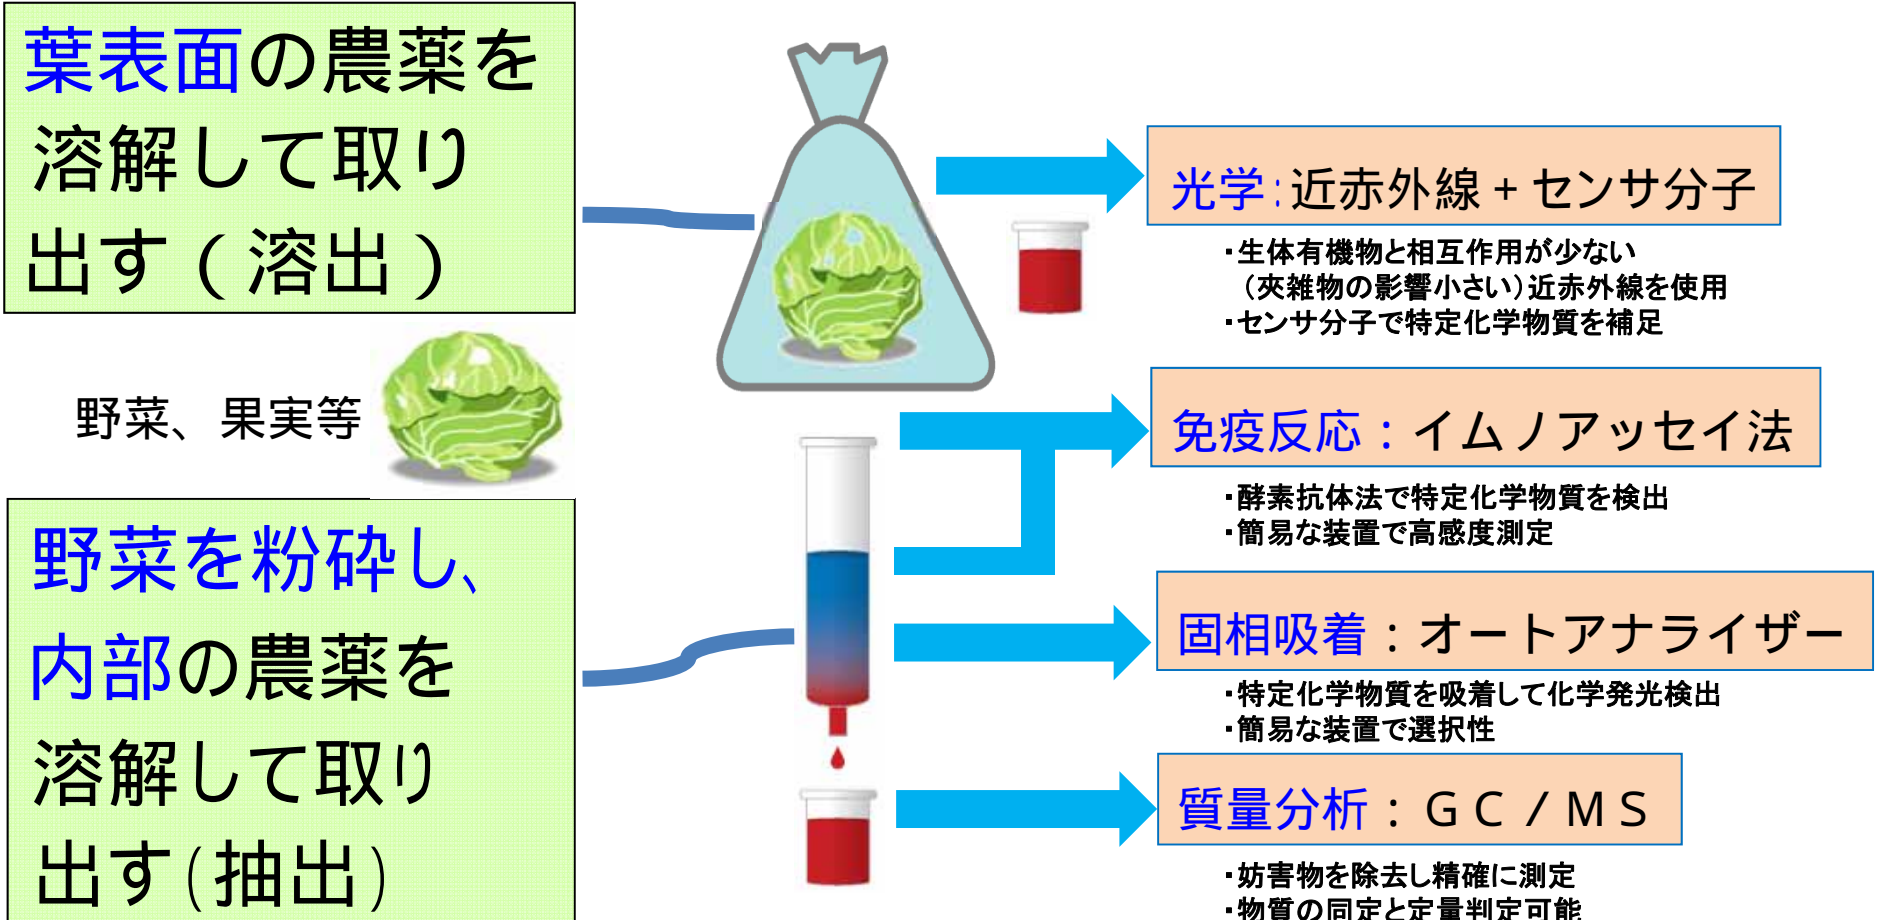 葉表面の農薬を
溶解して取り
出す(溶出)
野菜、果実等
野菜を粉砕し、
内部の農薬を
溶解して取り
出す(抽出)
光学:近赤外線+センサ分子
・生体有機物と相互作用が少ない
(夾雑物の影響小さい)近赤外線を使用
・センサ分子で特定化学物質を補足
免疫反応:イムノアッセイ法
・酵素抗体法で特定化学物質を検出
・簡易な装置で高感度測定
固相吸着:オートアナライザー
・特定化学物質を吸着して化学発光検出
・簡易な装置で選択性
質量分析:GC/MS
・妨害物を除去し精確に測定
・物質の同定と定量判定可能